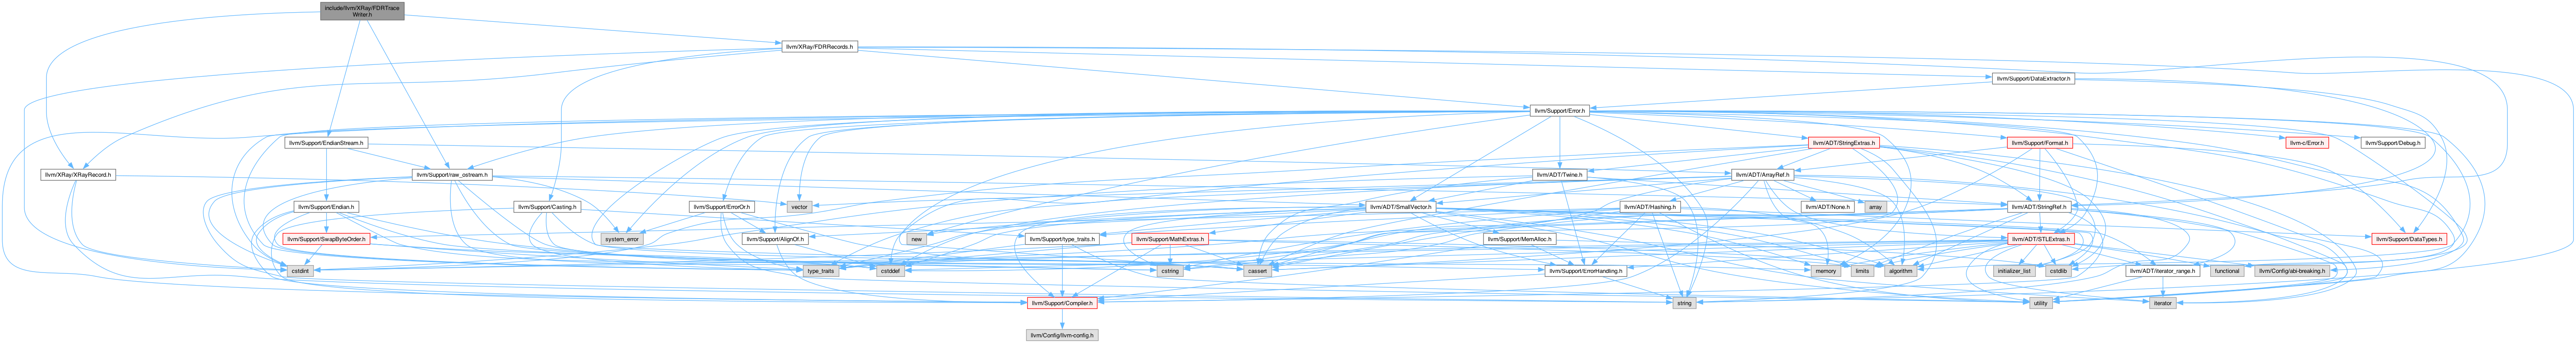 include/llvm/XRay/FDRTrace
Writer.h
llvm/XRay/FDRRecords.h
llvm/Support/DataExtractor.h
llvm/Support/Error.h
llvm/Support/EndianStream.h
llvm/ADT/StringExtras.h
llvm/Support/Format.h
llvm-c/Error.h
llvm/Support/Debug.h
llvm/XRay/XRayRecord.h
llvm/Support/raw_ostream.h
llvm/ADT/Twine.h
llvm/ADT/ArrayRef.h
llvm/Support/Endian.h
llvm/Support/Casting.h
llvm/Support/ErrorOr.h
vector
llvm/ADT/SmallVector.h
llvm/ADT/Hashing.h
llvm/ADT/None.h
array
llvm/ADT/StringRef.h
llvm/Support/SwapByteOrder.h
system_error
llvm/Support/AlignOf.h
new
llvm/Support/type_traits.h
llvm/Support/MathExtras.h
llvm/Support/MemAlloc.h
llvm/ADT/STLExtras.h
llvm/Support/DataTypes.h
cstdint
type_traits
cstddef
cstring
cassert
llvm/Support/ErrorHandling.h
memory
limits
algorithm
initializer_list
cstdlib
llvm/ADT/iterator_range.h
functional
llvm/Config/abi-breaking.h
llvm/Support/Compiler.h
string
utility
iterator
llvm/Config/llvm-config.h